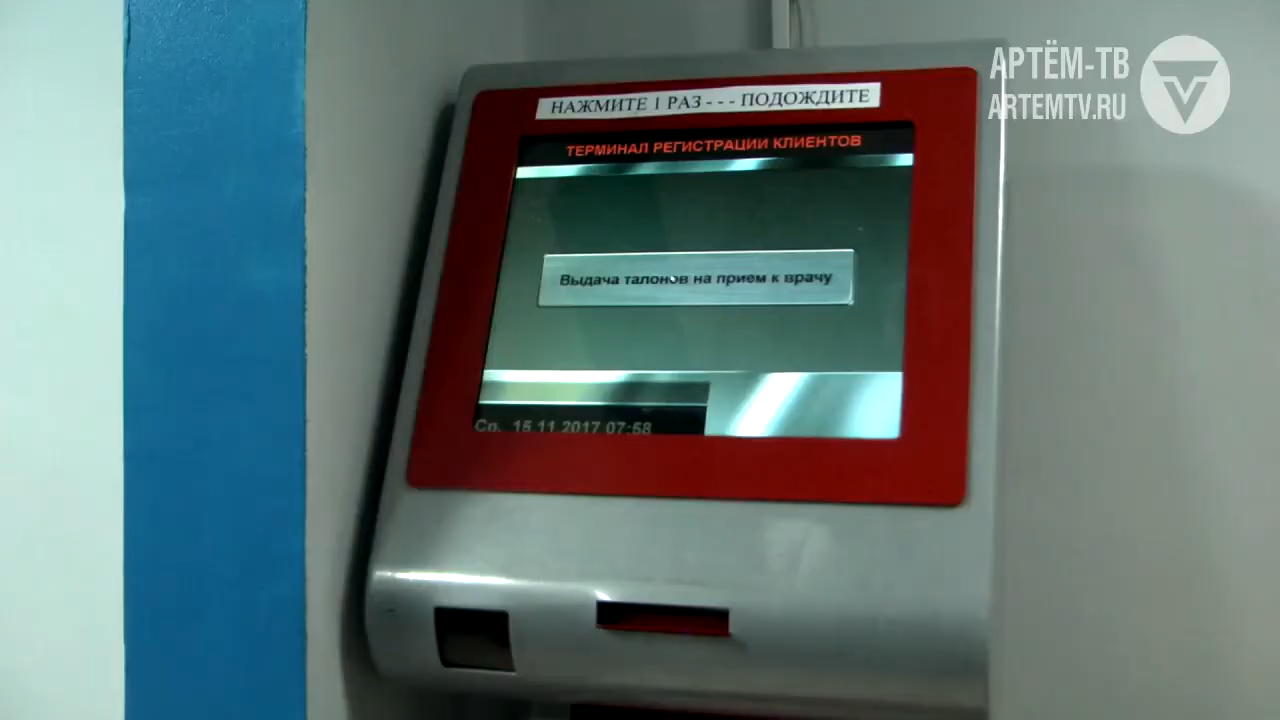 АРТЁМ-ТВ
ARTEMTV.RU
НАЖМИТЕ 1 РАЗ - - - ПОДОЖДИТЕ
ТЕРМИНАЛ РЕГИСТРАЦИИ КЛИЕНТОВ
Выдача талонов на прием к врачу
Ср. 15.11.2017 07:58